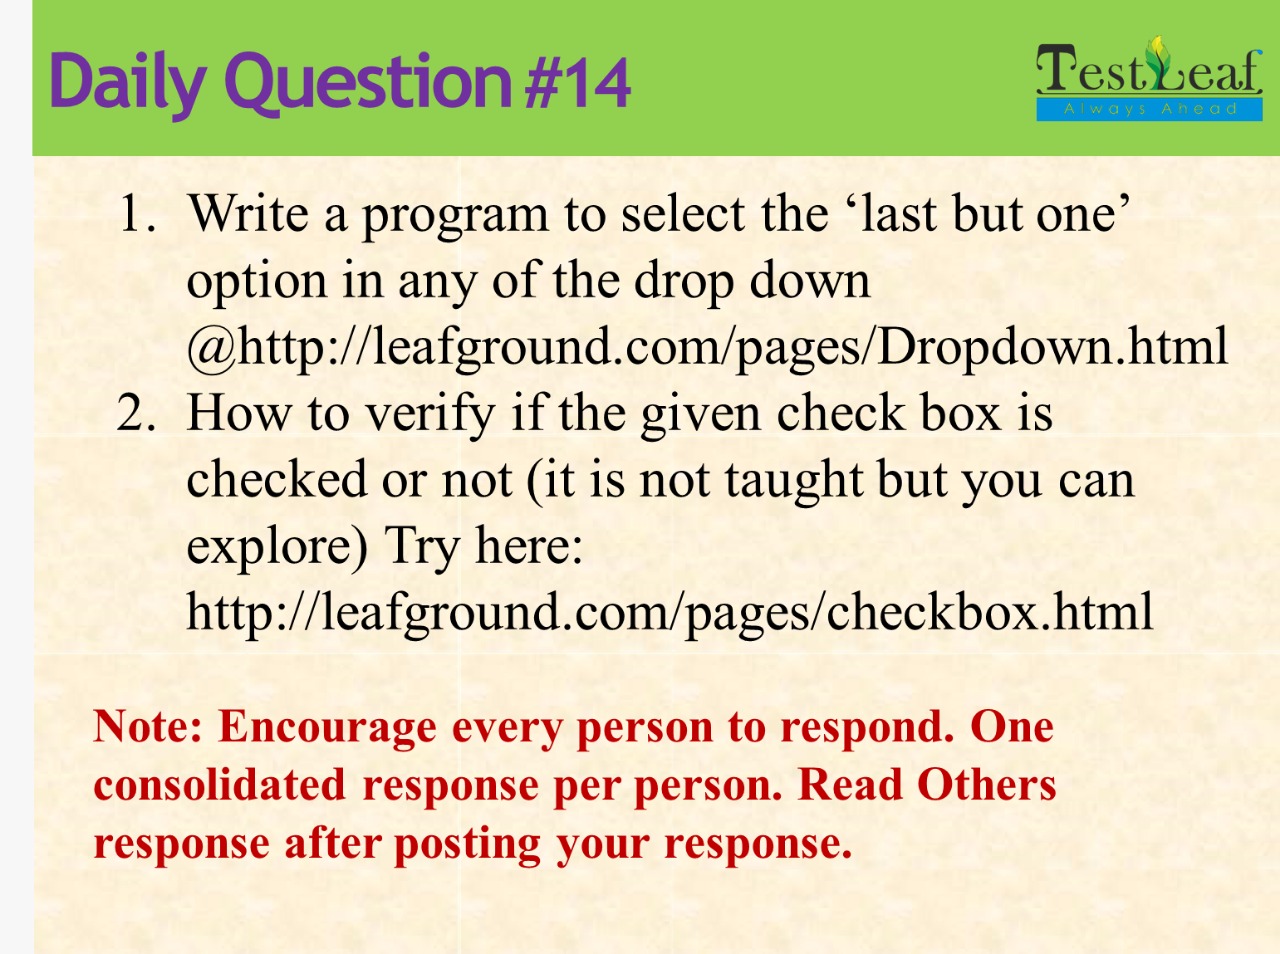 Daily Question #14
TestLeaf
Always Ahead
1. Write a program to select the ‘last but one’
option in any of the drop down
@http://leafground.com/pages/Dropdown.html
2. How to verify if the given check box is
checked or not (it is not taught but you can
explore) Try here:
http://leafground.com/pages/checkbox.html
Note: Encourage every person to respond. One
consolidated response per person. Read Others
response after posting your response.